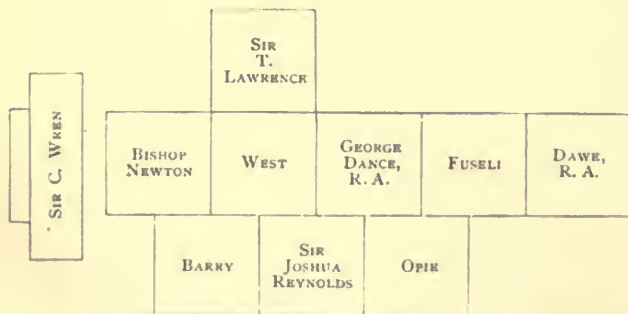 SIR
T.
LAWRENCE
SIR C. WREN
BISHOP
NEWTON
WEST
GEORGE
DANCE,
R. A.
FUSELI
DAWE,
R. A.
BARRY
SIR
JOSHUA
REYNOLDS
OPIE